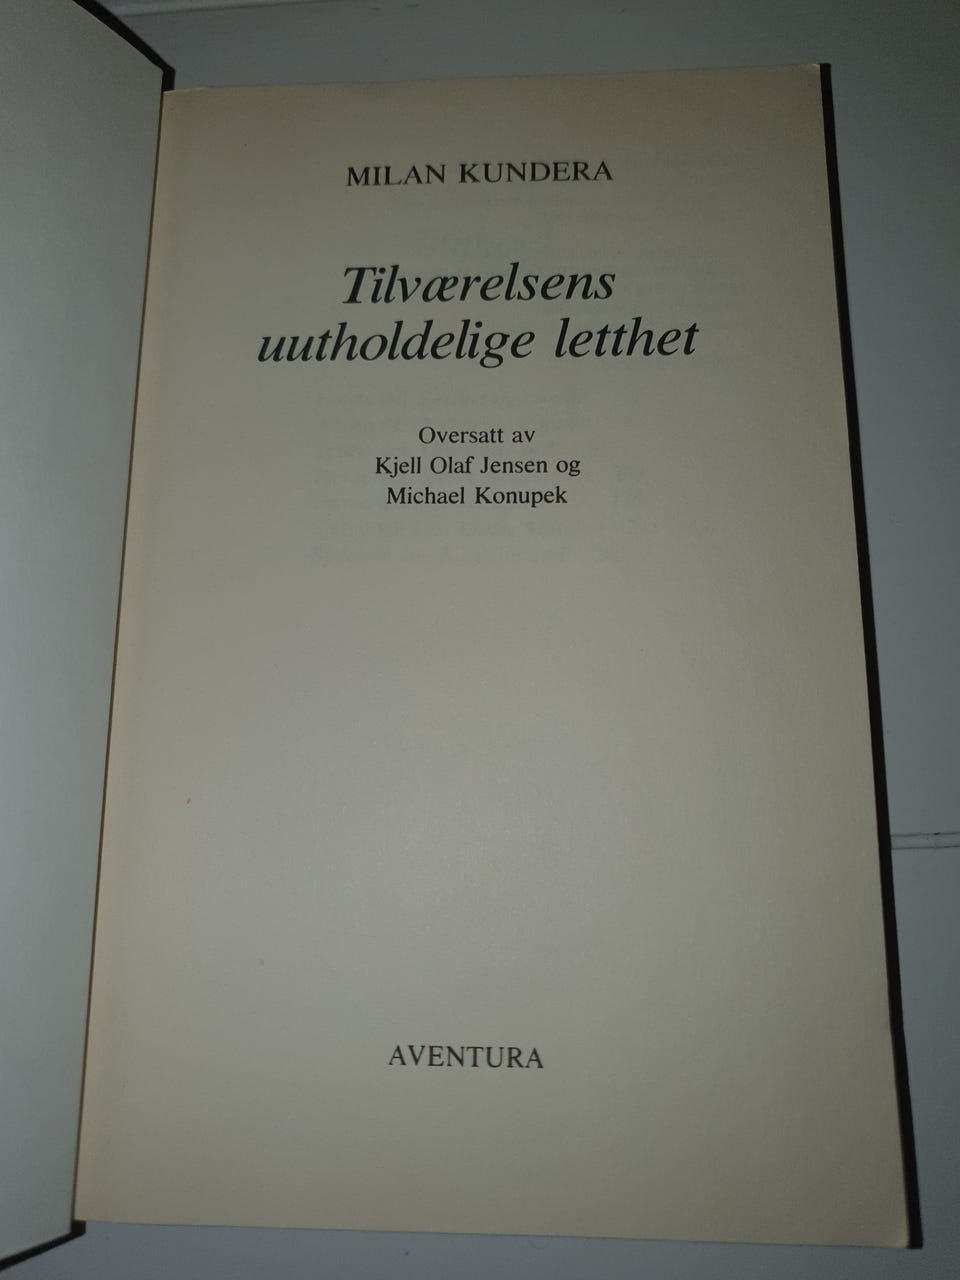 MILAN KUNDERA
Tilværelsens
uutholdelige letthet
Oversatt av
Kjell Olaf Jensen og
Michael Konupek
AVENTURA